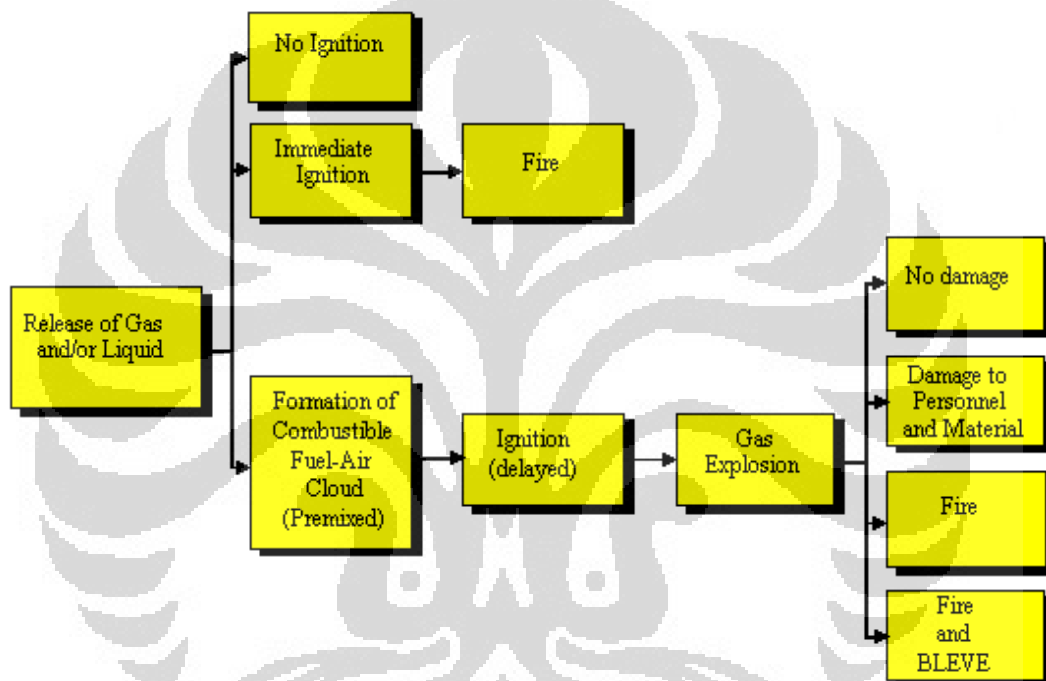 No Ignition
Immediate
Ignition
Fire
Release of Gas
and/or Liquid
Formation of
Combustible
Fuel-Air
Cloud
(Premixed)
Ignition
(delayed)
Gas
Explosion
No damage
Damage to
Personnel
and Material
Fire
Fire
and
BLEVE